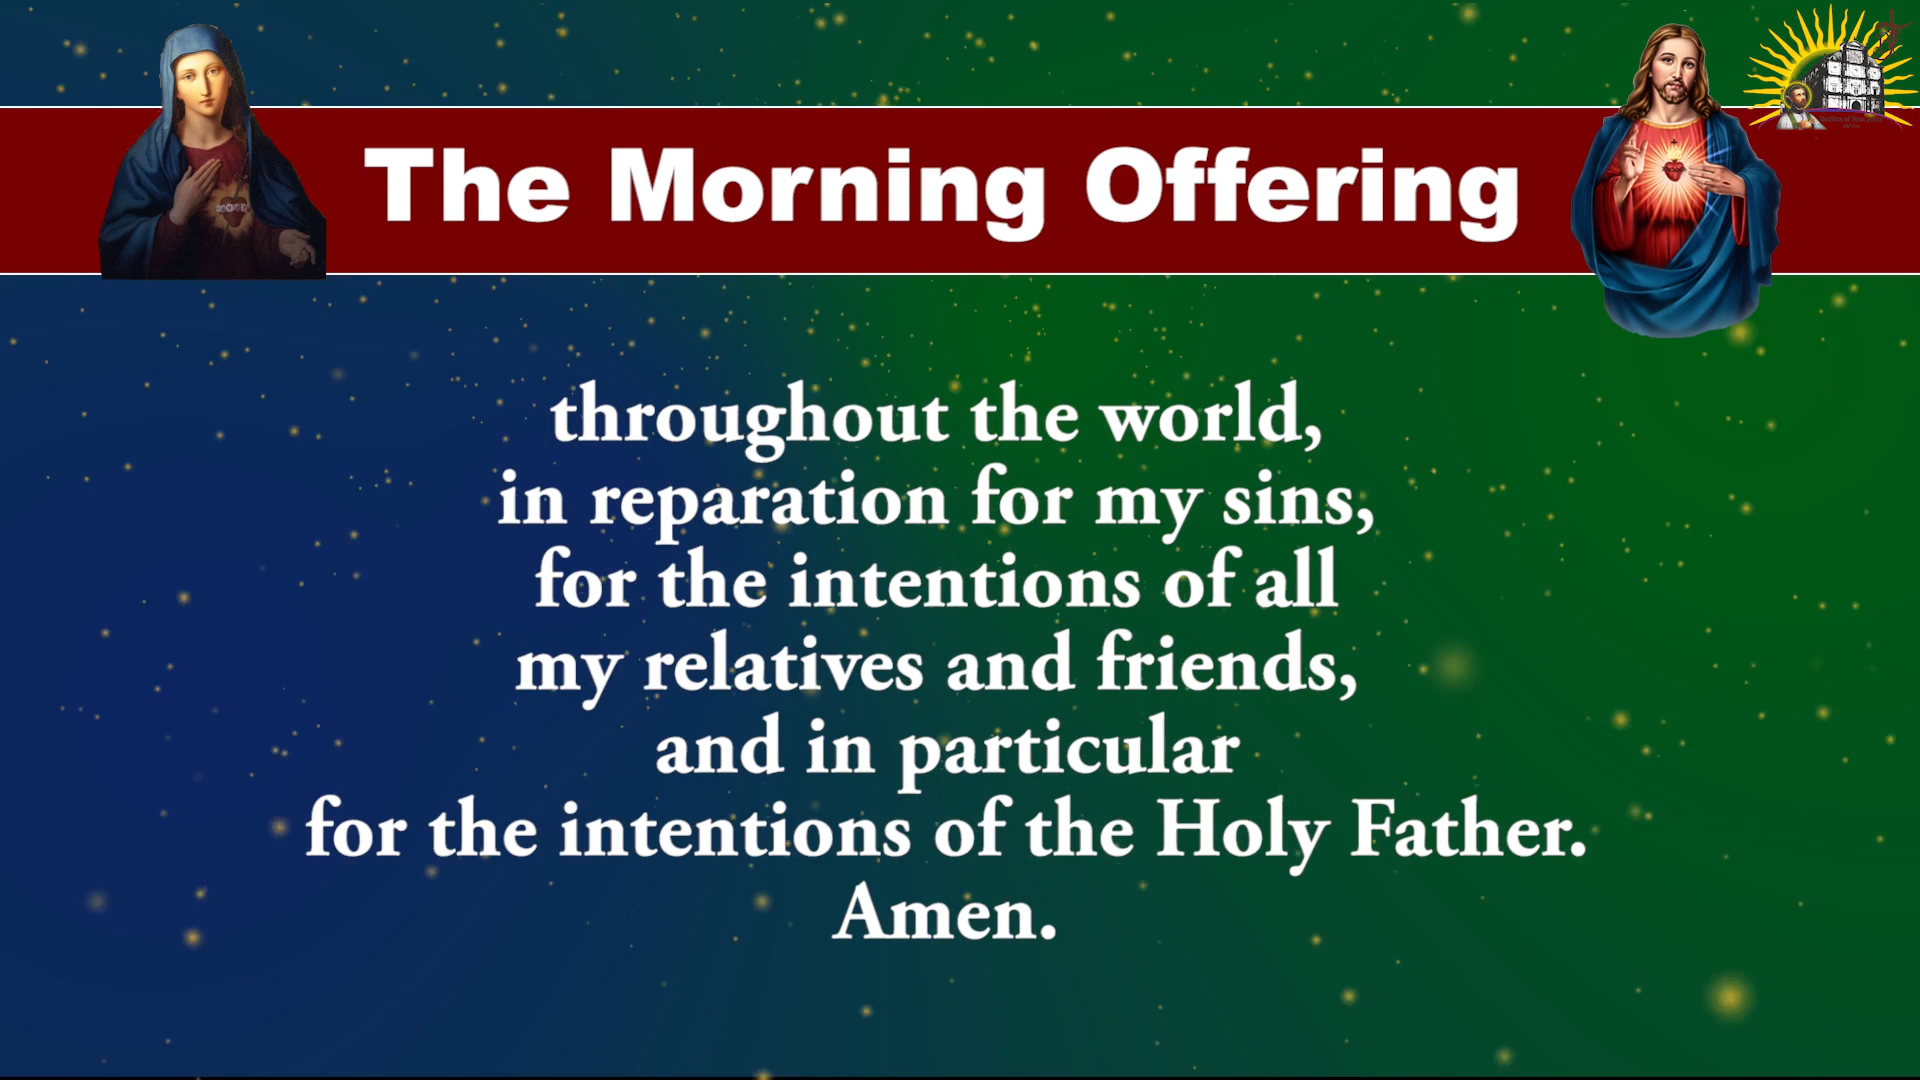 The Morning Offering
throughout the world,
in reparation for my sins,
for the intentions of all
my relatives and friends,
and in particular
for the intentions of the Holy Father.
Amen.